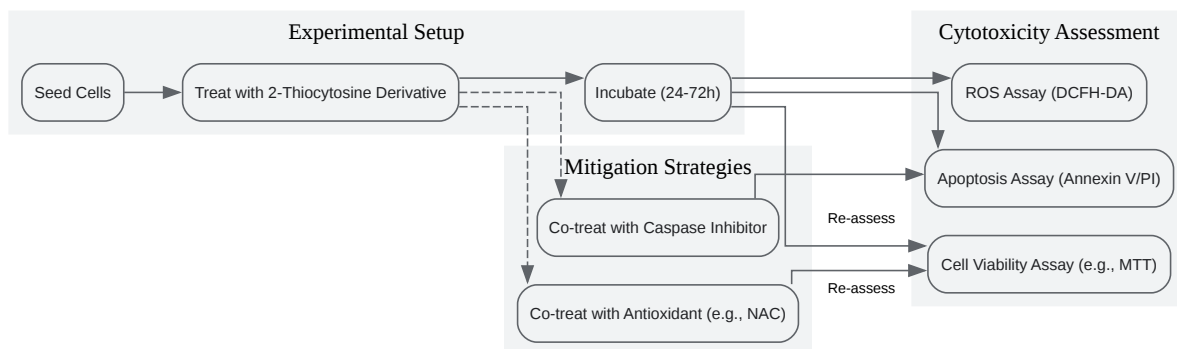 Experimental Setup
Seed Cells
Treat with 2-Thiocytosine Derivative
Incubate (24-72h)
Cytotoxicity Assessment
ROS Assay (DCFH-DA)
Apoptosis Assay (Annexin V/PI)
Cell Viability Assay (e.g., MTT)
Mitigation Strategies
Co-treat with Caspase Inhibitor
Co-treat with Antioxidant (e.g., NAC)
Re-assess
Re-assess